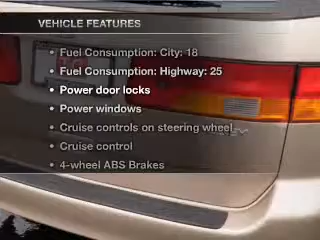 VEHICLE FEATURES
Fuel Consumption: City: 18
Fuel Consumption: Highway: 25
Power door locks
Power windows
Cruise controls on steering wheel
Cruise control
4-wheel ABS Brakes